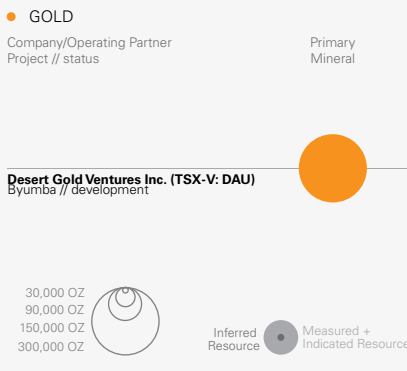 GOLD
Company/Operating Partner
Project // status
Primary
Mineral
Desert Gold Ventures Inc. (TSX-V: DAU)
Byumba // development
30,000 OZ
90,000 OZ
150,000 OZ
300,000 OZ
Inferred
Resource
Measured +
Indicated Resource